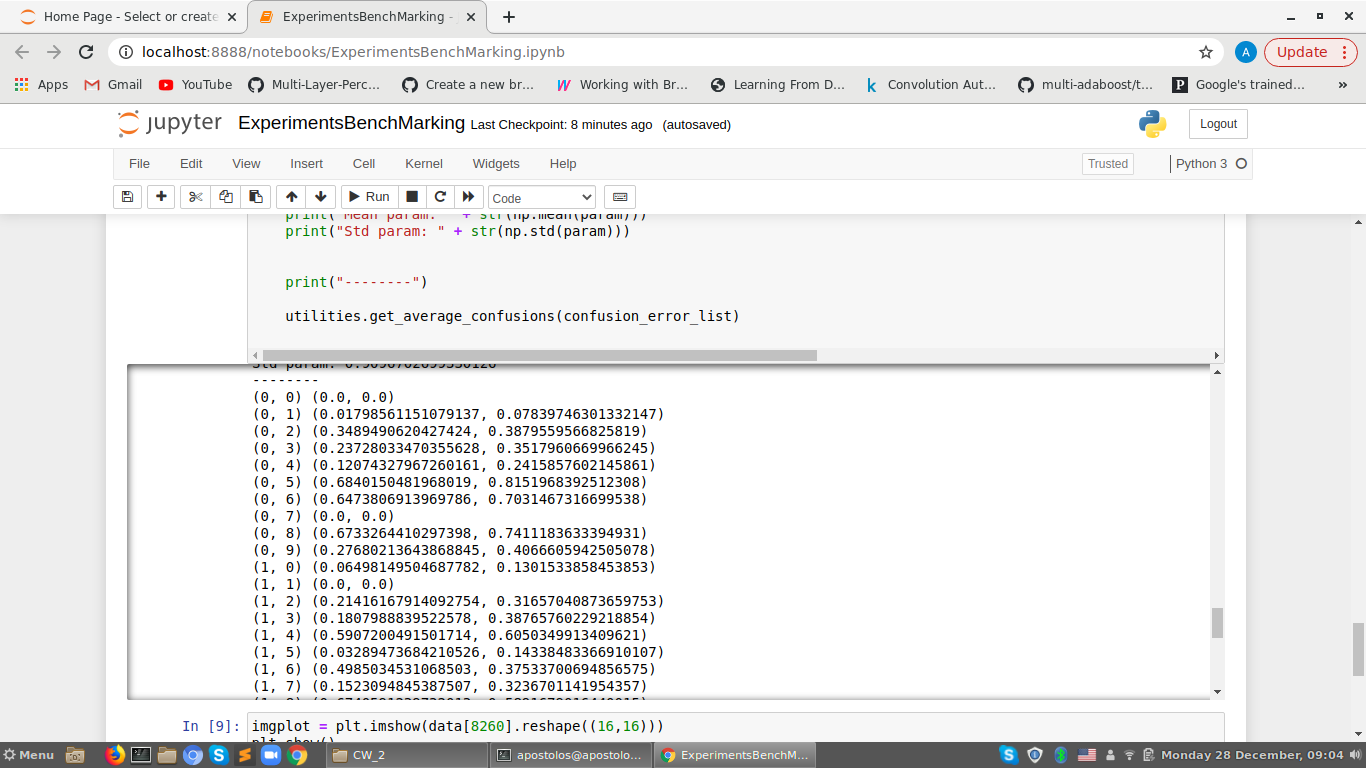 Home Page - Select or create
ExperimentsBenchMarking -
localhost:8888/notebooks/ExperimentsBenchMarking.ipynb
A
Update
Apps
Gmail
YouTube
Multi-Layer-Perc...
Create a new br...
Working with Br...
Learning From D...
Convolution Aut...
multi-adaboost/t...
Google's trained...
»
jupyter
ExperimentsBenchMarking Last Checkpoint: 8 minutes ago (autosaved)
Logout
File Edit View Insert Cell Kernel Widgets Help
Trusted
Python 3
Run
Code
print("Mean param: " + str(np.mean(param)))
print("Std param: " + str(np.std(param)))
print("--------")
utilities.get_average_confusions(confusion_error_list)
Std param:
--------
(0, 0) (0.0, 0.0)
(0, 1) (0.01798561151079137, 0.07839746301332147)
(0, 2) (0.3489490620427424, 0.3879559566825819)
(0, 3) (0.23728033470355628, 0.3517960669966245)
(0, 4) (0.12074327967260161, 0.2415857602145861)
(0, 5) (0.6840150481968019, 0.8151968392512308)
(0, 6) (0.6473806913969786, 0.7031467316699538)
(0, 7) (0.0, 0.0)
(0, 8) (0.6733264410297398, 0.7411183633394931)
(0, 9) (0.27680213643868845, 0.4066605942505078)
(1, 0) (0.06498149504687782, 0.1301533858453853)
(1, 1) (0.0, 0.0)
(1, 2) (0.21416167914092754, 0.31657040873659753)
(1, 3) (0.1807988839522578, 0.38765760229218854)
(1, 4) (0.5907200491501714, 0.6050349913409621)
(1, 5) (0.03289473684210526, 0.14338483366910107)
(1, 6) (0.4985034531068503, 0.37533700694856575)
(1, 7) (0.1523094845387507, 0.3236701141954357)
In [9]:
imgplot = plt.imshow(data[8260].reshape((16,16)))
plt.show()
Menu
CW_2
apostolos@apostolo...
ExperimentsBenchM...
Monday 28 December, 09:04